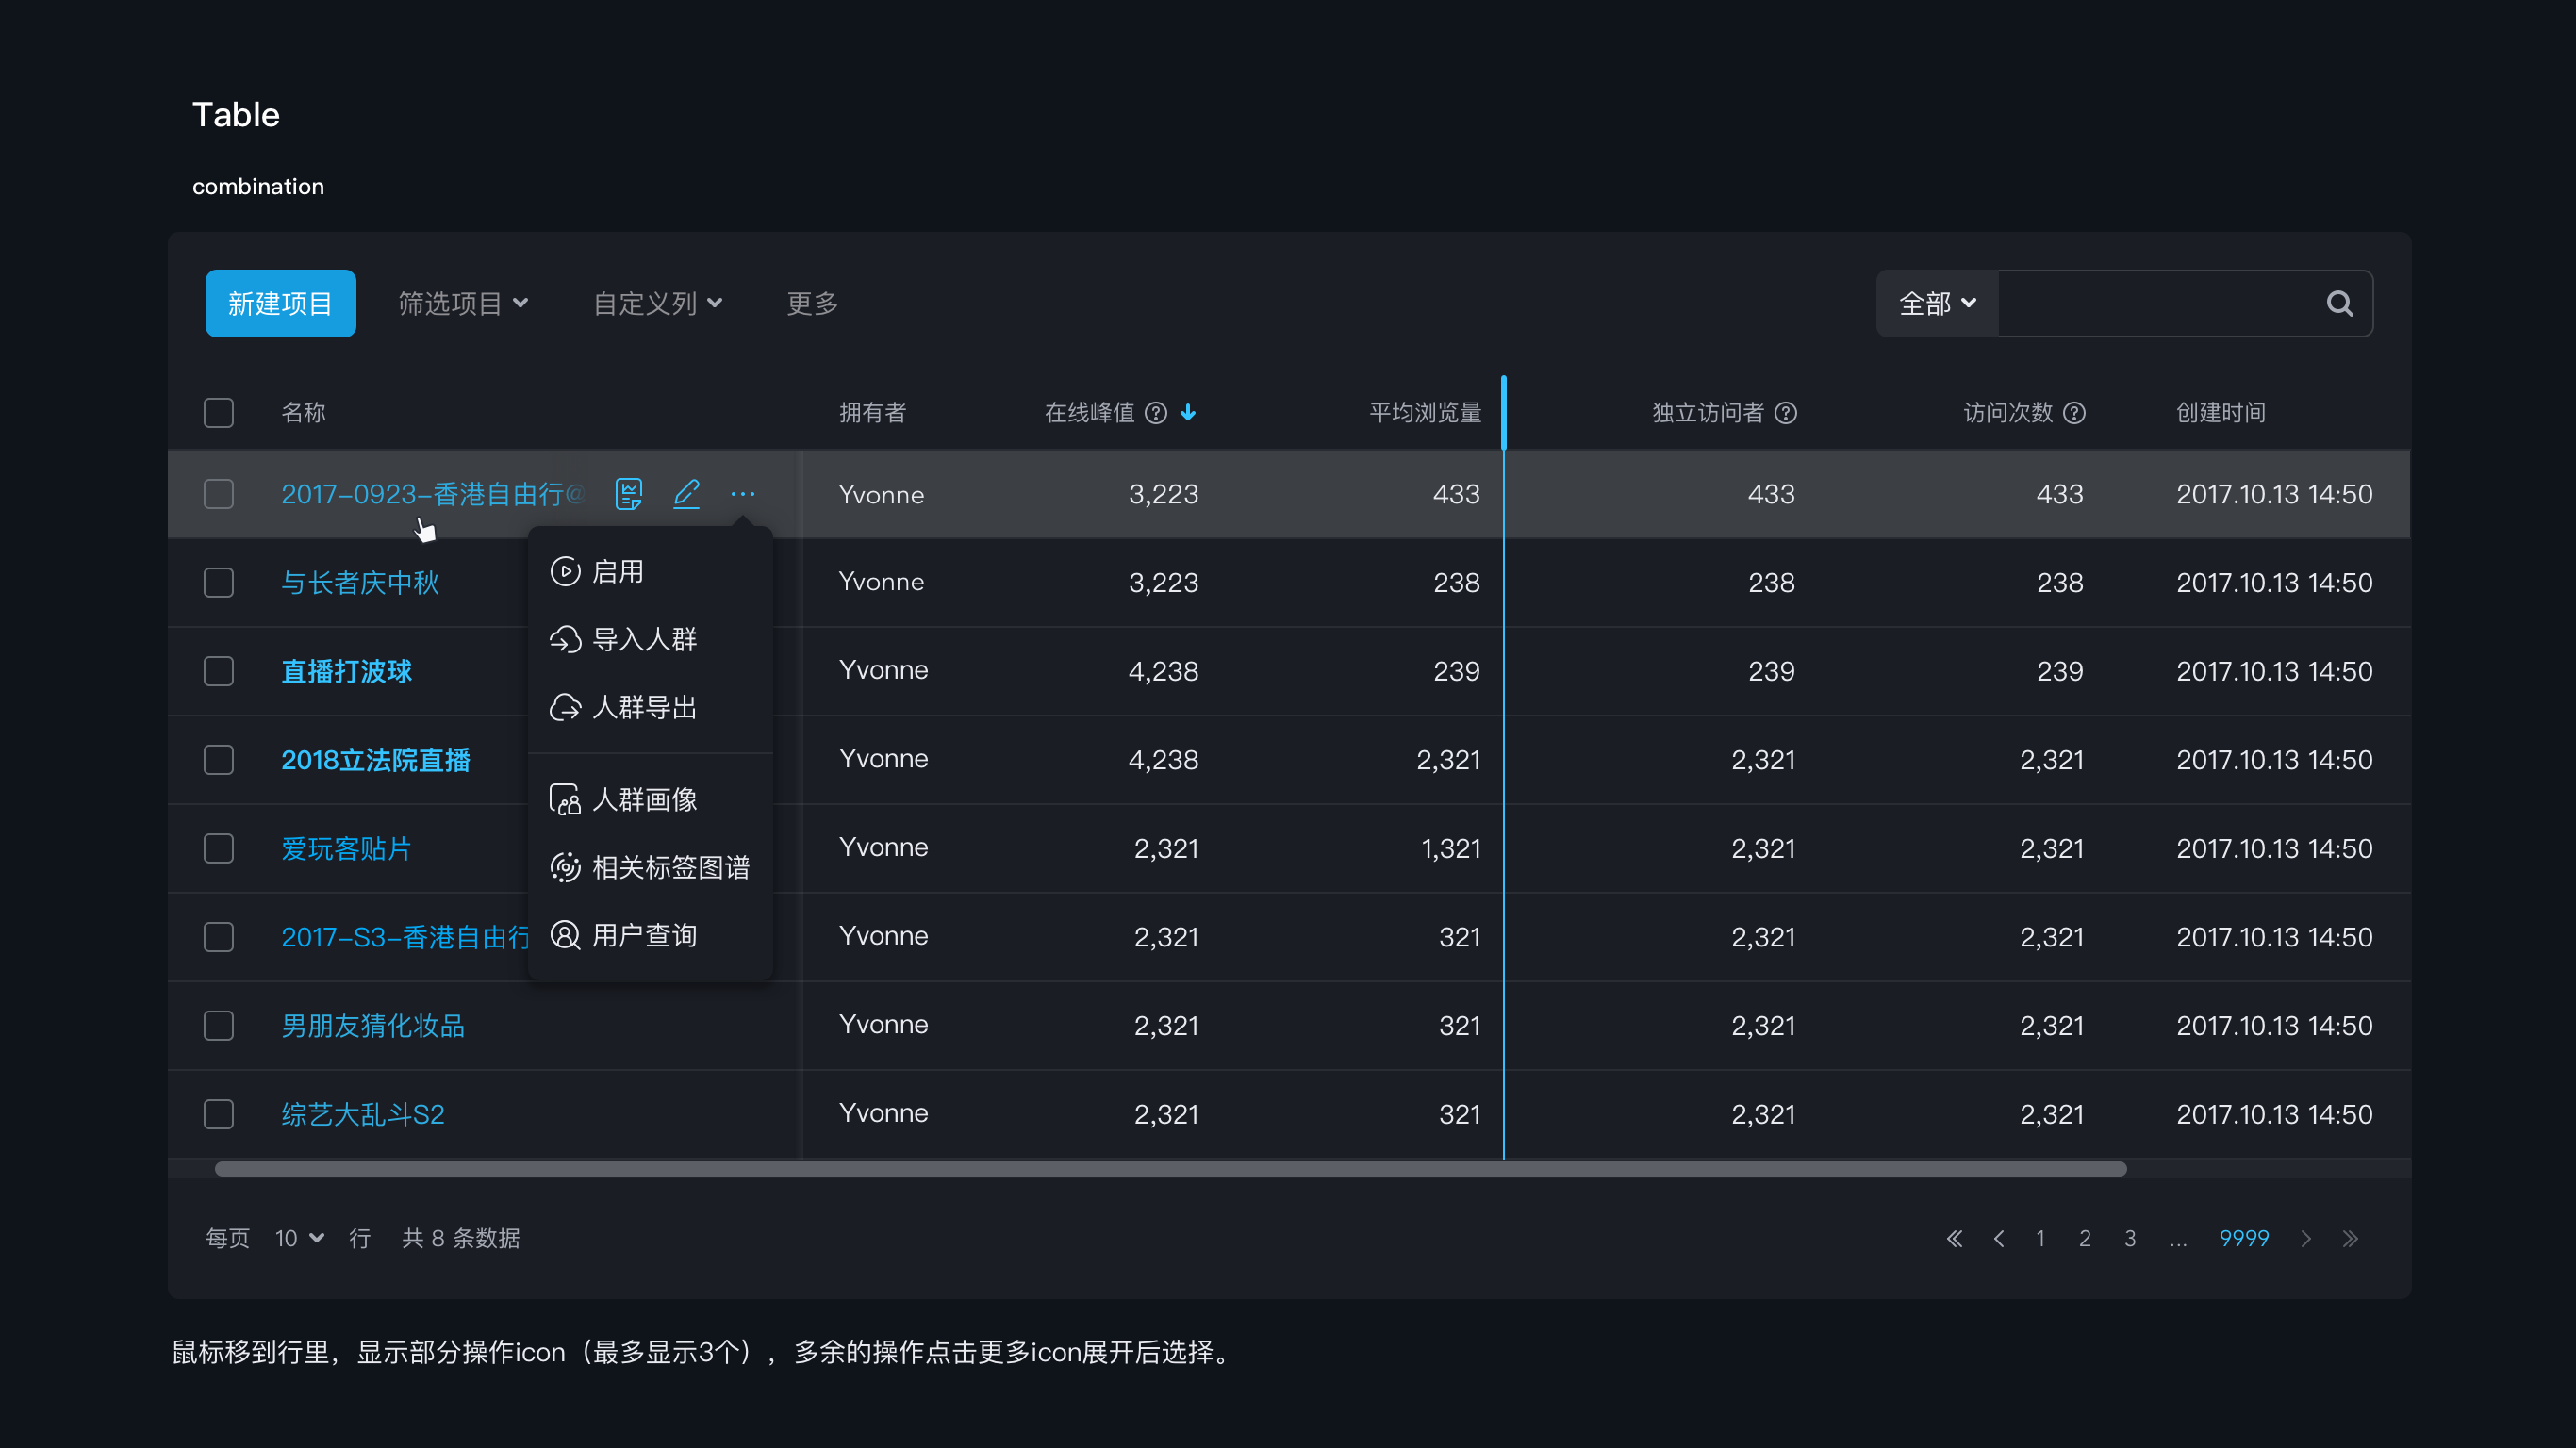 Table
combination
新建项目 筛选项目 自定义列 更多 全部
名称 拥有者 在线峰值 平均浏览量 独立访问者 访问次数 创建时间
2017-0923-香港自由行@ Yvonne 3,223 433 433 433 2017.10.13 14:50
与长者庆中秋 Yvonne 3,223 238 238 238 2017.10.13 14:50
直播打波球 Yvonne 4,238 239 239 239 2017.10.13 14:50
2018立法院直播 Yvonne 4,238 2,321 2,321 2,321 2017.10.13 14:50
爱玩客贴片 Yvonne 2,321 1,321 2,321 2,321 2017.10.13 14:50
2017-S3-香港自由行 Yvonne 2,321 321 2,321 2,321 2017.10.13 14:50
男朋友猜化妆品 Yvonne 2,321 321 2,321 2,321 2017.10.13 14:50
综艺大乱斗S2 Yvonne 2,321 321 2,321 2,321 2017.10.13 14:50
启用
导入人群
人群导出
人群画像
相关标签图谱
用户查询
每页 10 行 共 8 条数据 1 2 3 ... 9999
鼠标移到行里，显示部分操作icon（最多显示3个），多余的操作点击更多icon展开后选择。